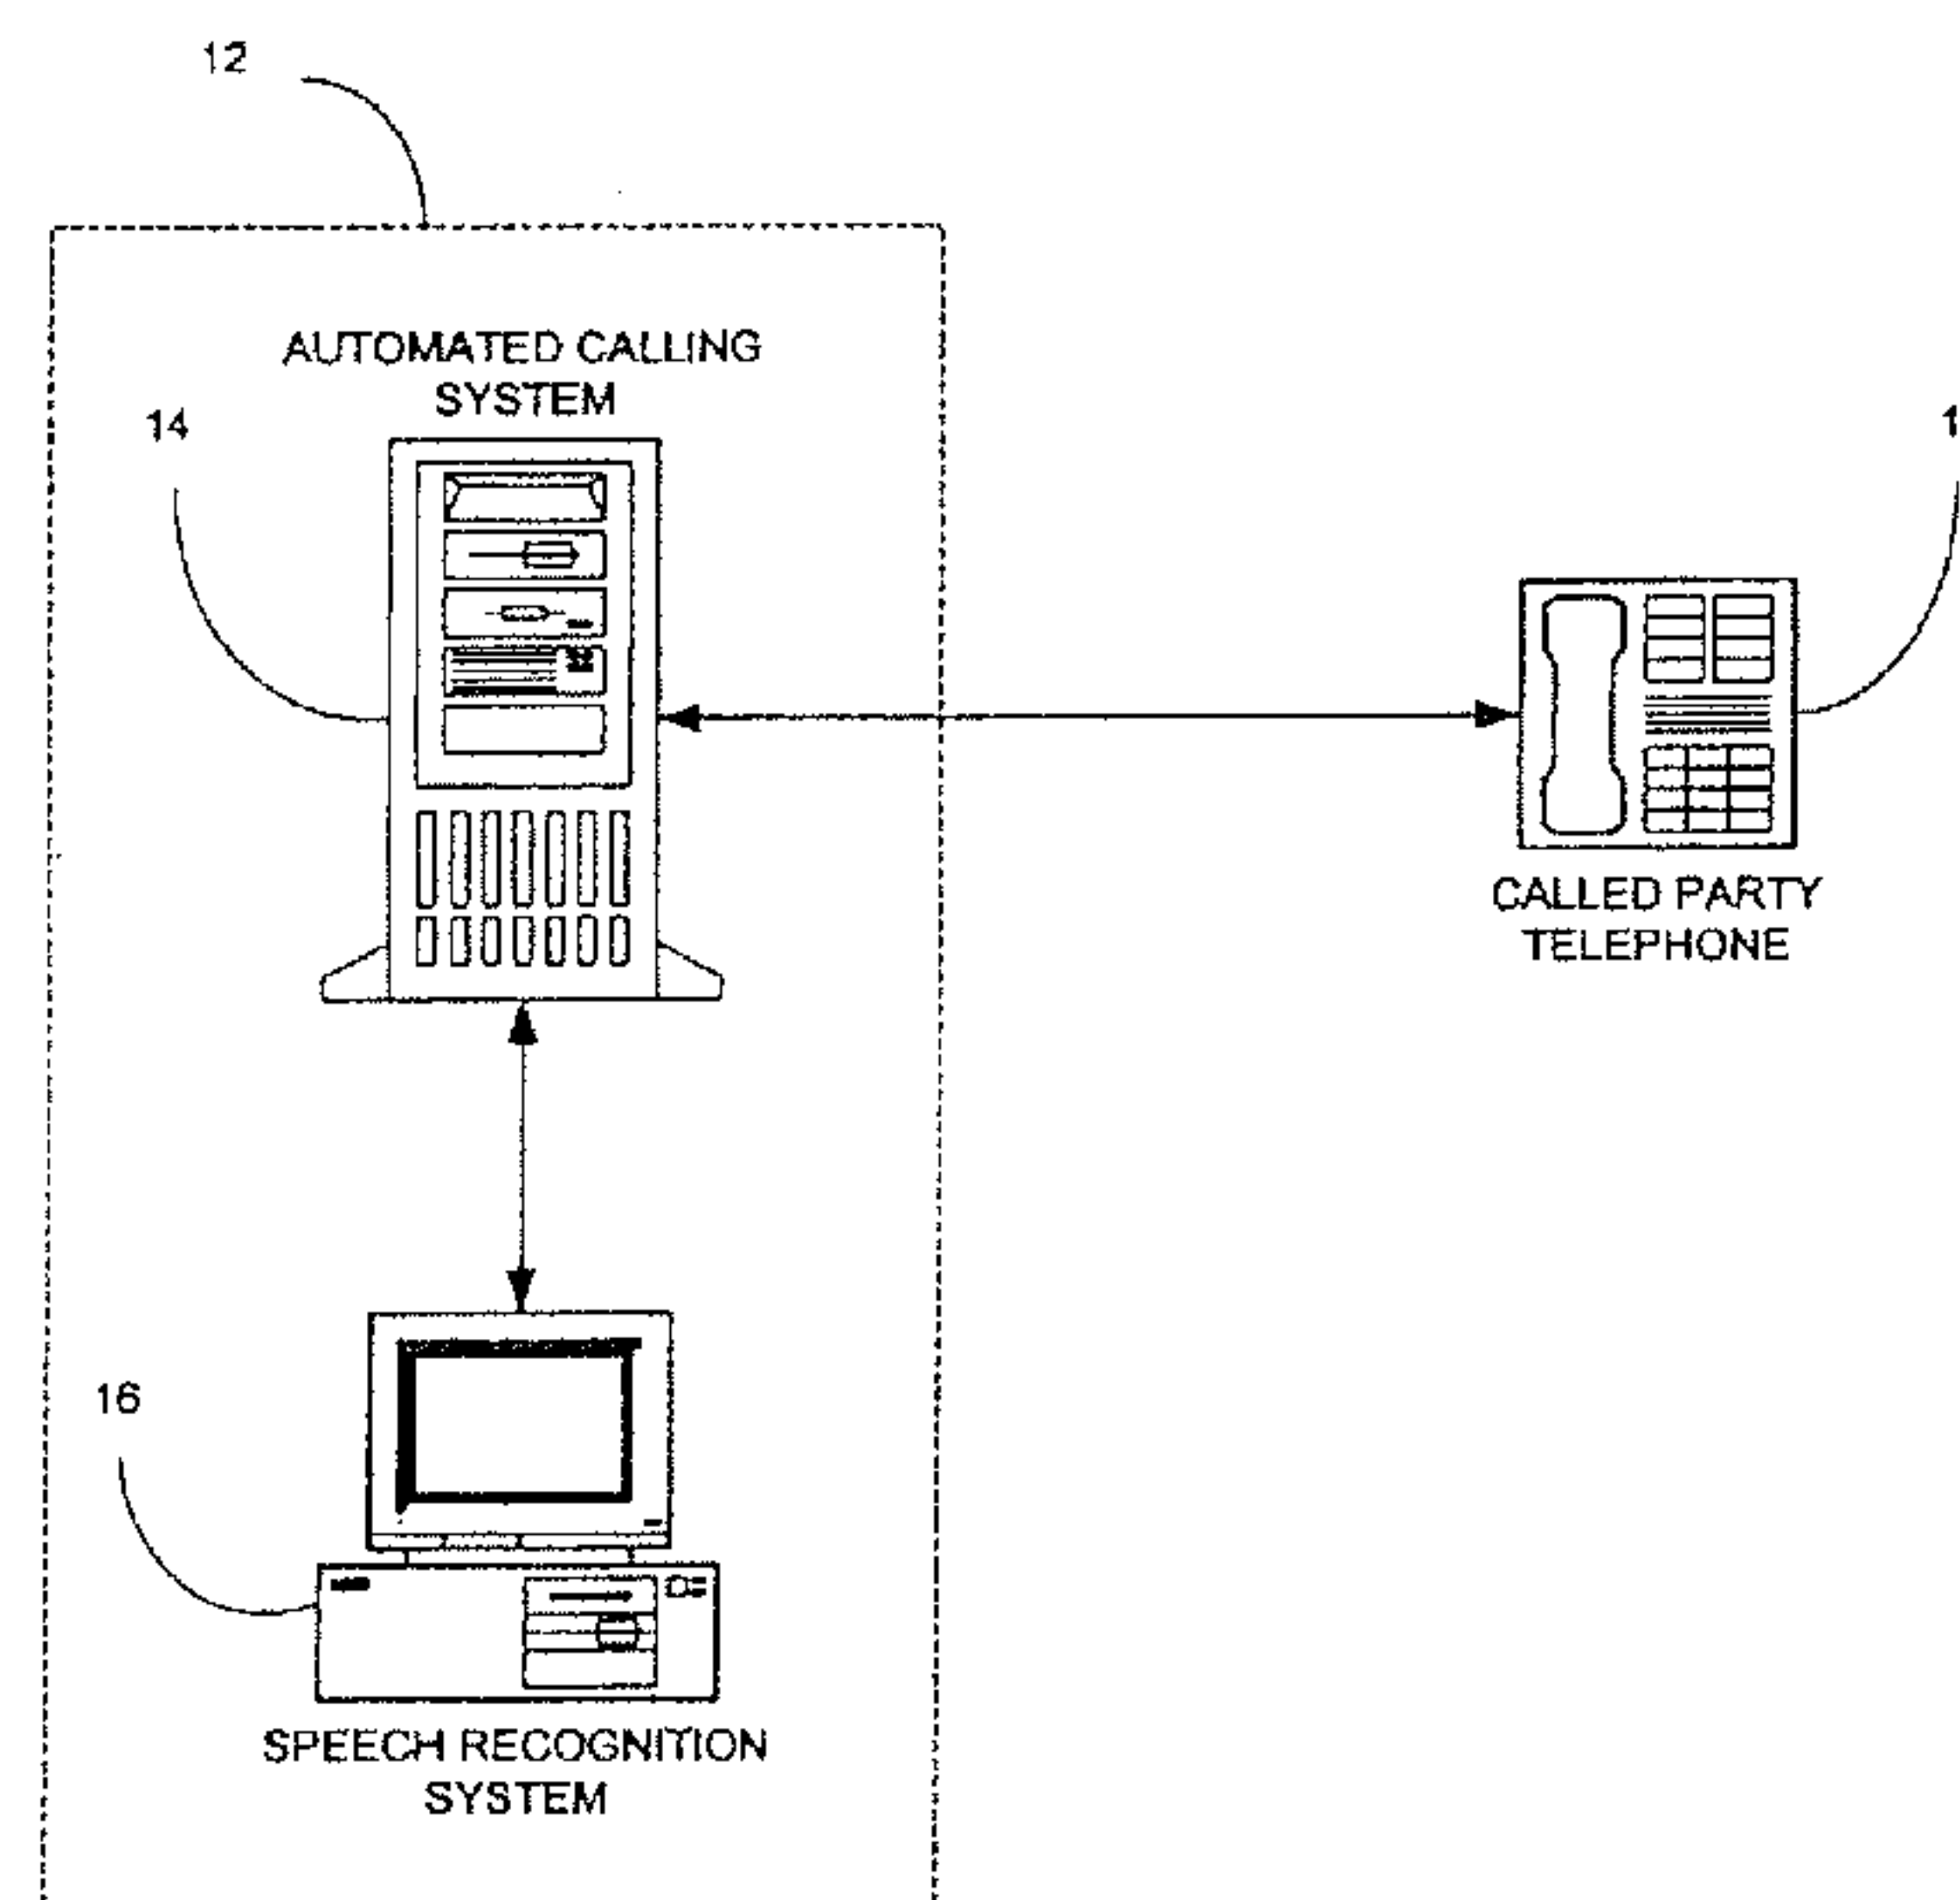 12
AUTOMATED CALLING
SYSTEM
14
CALLED PARTY
TELEPHONE
16
SPEECH RECOGNITION
SYSTEM